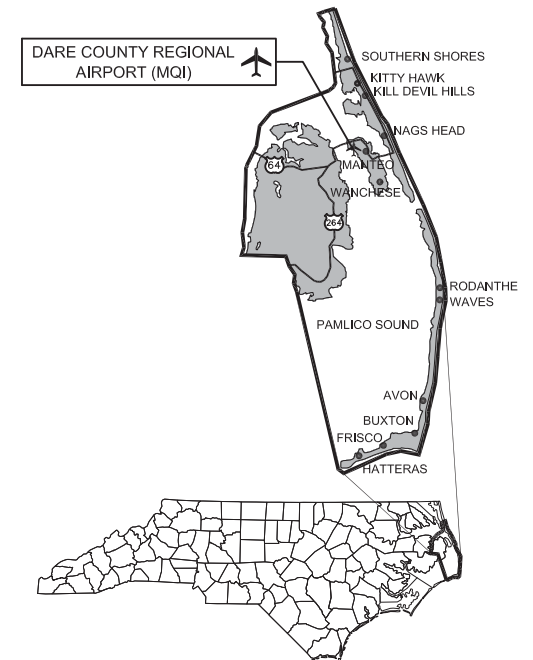 DARE COUNTY REGIONAL
AIRPORT (MQI)
SOUTHERN SHORES
KITTY HAWK
KILL DEVIL HILLS
NAGS HEAD
MANTEO
64
WANCHESE
264
RODANTHE
WAVES
PAMLICO SOUND
AVON
BUXTON
FRISCO
HATTERAS